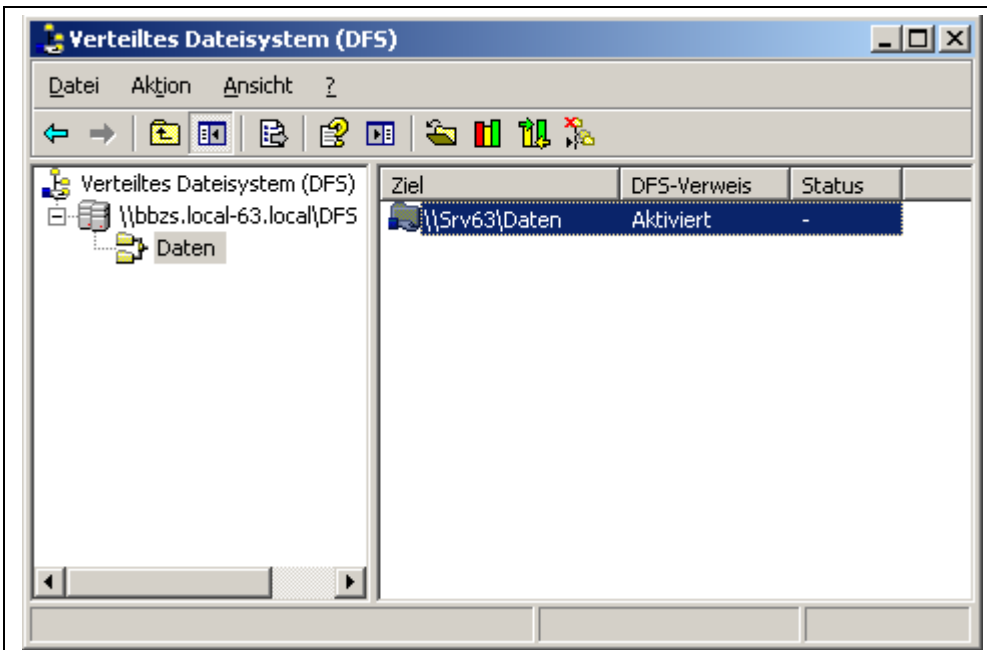 Verteiltes Dateisystem (DFS)
Datei Aktion Ansicht ?
Verteiltes Dateisystem (DFS)
\\bbzs.local-63.local\DFS
Daten
Ziel DFS-Verweis Status
\\Srv63\Daten Aktiviert -